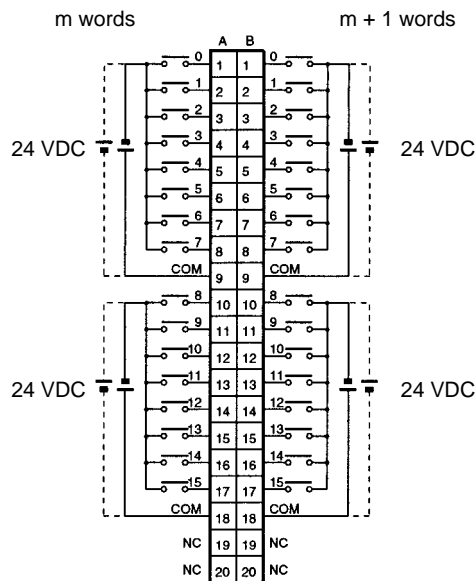 m words m + 1 words
A B
0 1 1 0
1 2 2 1
2 3 3 2
3 4 4 3
24 VDC 24 VDC
4 5 5 4
5 6 6 5
6 7 7 6
7 8 8 7
COM 9 9 COM
8 10 10 8
9 11 11 9
10 12 12 10
11 13 13 11
24 VDC 24 VDC
12 14 14 12
13 15 15 13
14 16 16 14
15 17 17 15
COM 18 18 COM
NC 19 19 NC
NC 20 20 NC